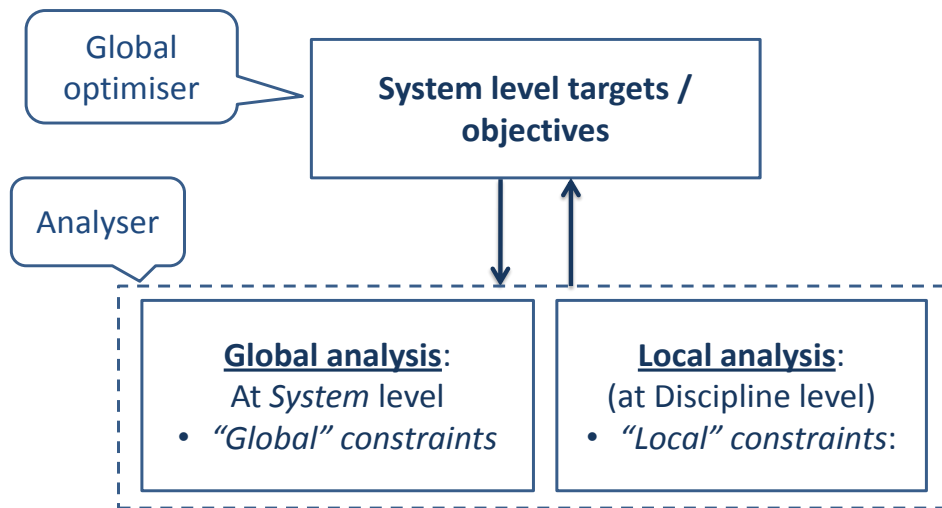 Global
optimiser
System level targets /
objectives
Analyser
Global analysis:
At System level
• “Global” constraints
Local analysis:
(at Discipline level)
• “Local” constraints: